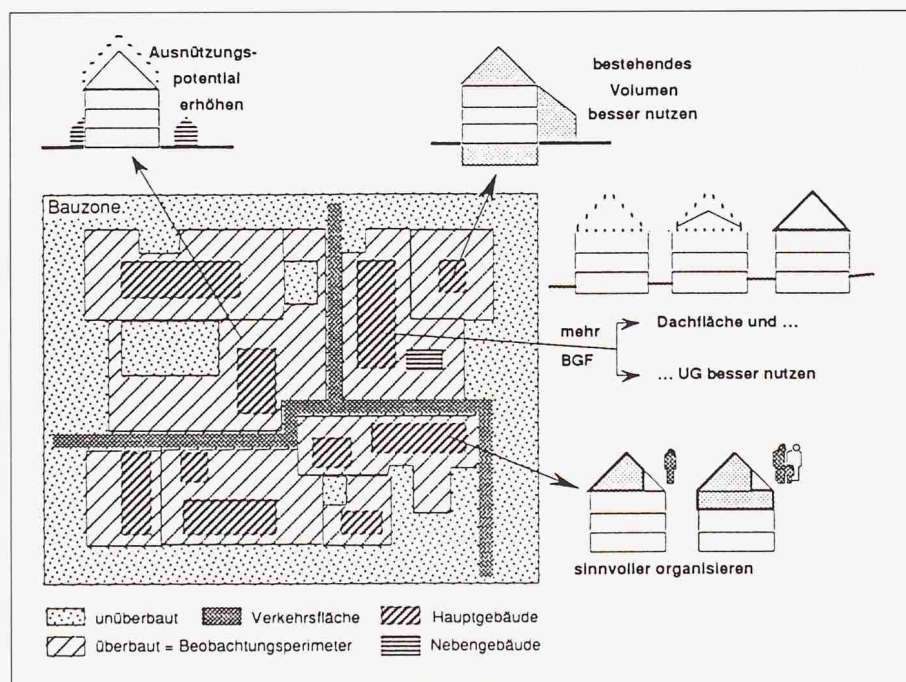 Ausnützungs-
potential
erhöhen
bestehendes
Volumen
besser nutzen
Bauzone
mehr
BGF
Dachfläche und ...
... UG besser nutzen
sinnvoller organisieren
unüberbaut
Verkehrsfläche
Hauptgebäude
überbaut = Beobachtungsperimeter
Nebengebäude